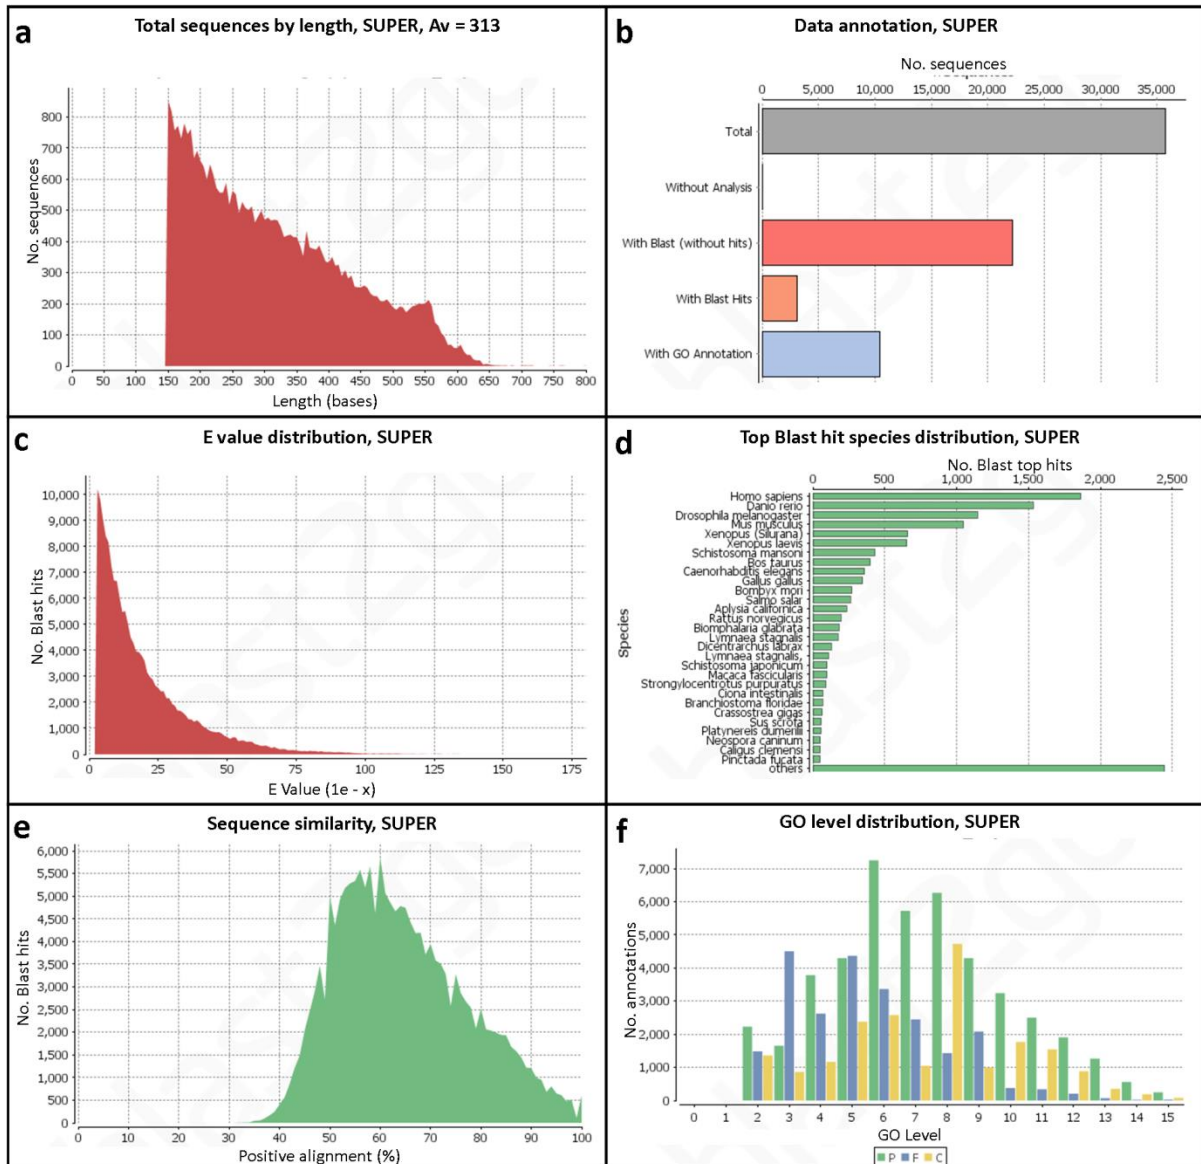 a
Total sequences by length, SUPER, Av = 313
No. sequences
800
700
600
500
400
300
200
100
0
0 50 100 150 200 250 300 350 400 450 500 550 600 650 700 750 800
Length (bases)
b
Data annotation, SUPER
No. sequences
0 5,000 10,000 15,000 20,000 25,000 30,000 35,000
Total
Without Analysis
With Blast (without hits)
With Blast Hits
With GO Annotation
c
E value distribution, SUPER
No. Blast hits
10,000
9,000
8,000
7,000
6,000
5,000
4,000
3,000
2,000
1,000
0
0 25 50 75 100 125 150 175
E Value (1e - x)
d
Top Blast hit species distribution, SUPER
No. Blast top hits
0 500 1,000 1,500 2,000 2,500
Species
Homo sapiens
Danio rerio
Drosophila melanogaster
Mus musculus
Xenopus (Silurana)
Xenopus laevis
Schistosoma mansoni
Bos taurus
Caenorhabditis elegans
Gallus gallus
Bombyx mori
Salmo salar
Aplysia californica
Rattus norvegicus
Biomphalaria glabrata
Lymnaea stagnalis
Dicentrarchus labrax
Lymnaea stagnalis,
Schistosoma japonicum
Macaca fascicularis
Strongylocentrotus purpuratus
Ciona intestinalis
Branchiostoma floridae
Crassostrea gigas
Sus scrofa
Platynereis dumerilii
Neospora caninum
Caligus clemensi
Pinctada fucata
others
e
Sequence similarity, SUPER
No. Blast hits
6,000
5,500
5,000
4,500
4,000
3,500
3,000
2,500
2,000
1,500
1,000
500
0
0 10 20 30 40 50 60 70 80 90 100
Positive alignment (%)
f
GO level distribution, SUPER
No. annotations
7,000
6,000
5,000
4,000
3,000
2,000
1,000
0
0 1 2 3 4 5 6 7 8 9 10 11 12 13 14 15
GO Level
P F C